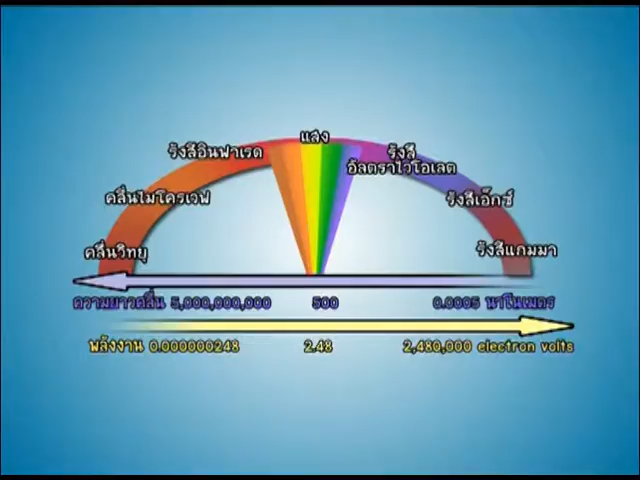 แสง
รังสีอินฟาเรด
รังสี
อัลตราไวโอเลต
คลื่นไมโครเวฟ
รังสีเอ็กซ์
คลื่นวิทยุ
รังสีแกมมา
ความยาวคลื่น 5,000,000,000 500 0.0005 นาโนเมตร
พลังงาน 0.000000248 2.48 2,480,000 electron volts